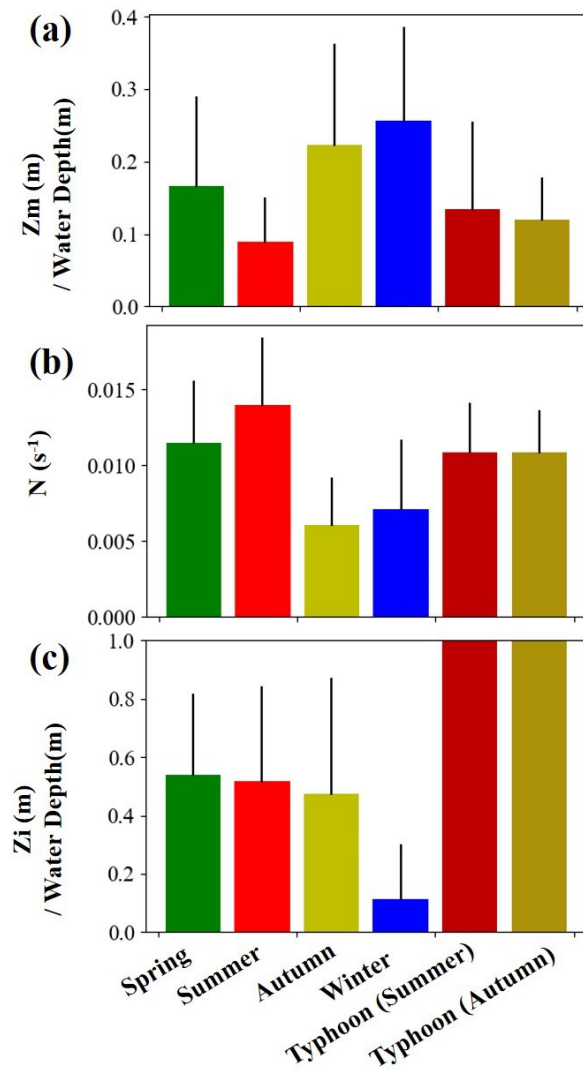 (a)
Zm (m)
/ Water Depth(m)
0.4
0.3
0.2
0.1
0.0
(b)
N (s⁻¹)
0.015
0.010
0.005
0.000
(c)
Zi (m)
/ Water Depth(m)
1.0
0.8
0.6
0.4
0.2
0.0
Spring
Summer
Autumn
Winter
Typhoon (Summer)
Typhoon (Autumn)